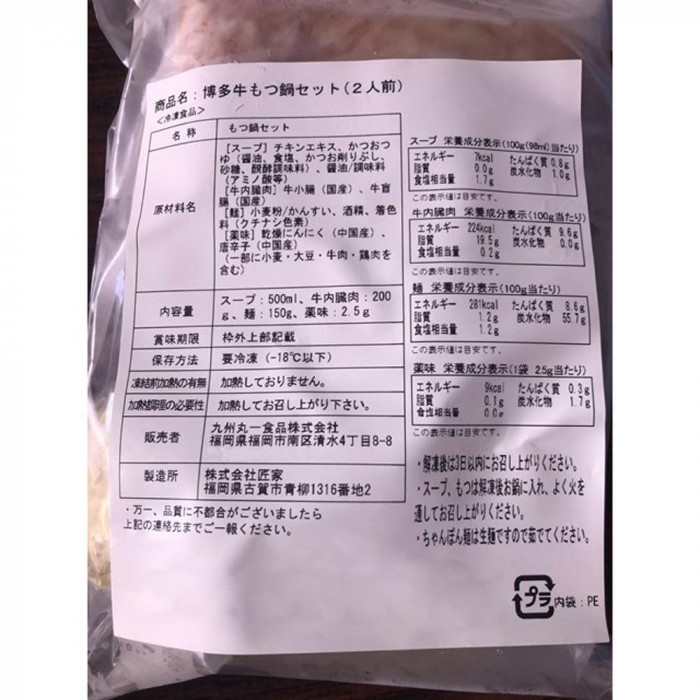 商品名：博多牛もつ鍋セット(２人前)
<冷凍食品>
名 称 もつ鍋セット
原材料名
[スープ] チキンエキス、かつおつ
ゆ（醤油、食塩、かつお削りぶし、
砂糖、醗酵調味料）、醤油/調味料
（アミノ酸等）
[牛内臓肉] 牛小腸（国産）、牛盲
腸（国産）
[麺] 小麦粉/かんすい、酒精、着色
料（クチナシ色素）
[薬味] 乾燥にんにく（中国産）、
唐辛子（中国産）
（一部に小麦・大豆・牛肉・鶏肉を
含む）
内容量
スープ：500ml、牛内臓肉：200
g、麺：150g、薬味：2.5g
賞味期限 枠外上部記載
保存方法 要冷凍（-18℃以下）
凍結前加熱の有無 加熱しておりません。
加熱調理の必要性 加熱してお召し上がり下さい。
販売者
九州丸一食品株式会社
福岡県福岡市南区清水4丁目8-8
製造所
株式会社匠家
福岡県古賀市青柳1316番地2
・万一、品質に不都合がございましたら
上記の連絡先までご一報ください。
スープ 栄養成分表示(100g(98ml)当たり)
エネルギー 7kcal たんぱく質 0.8g
脂質 0.0g 炭水化物 1.0g
食塩相当量 1.7g
この表示値は目安です。
牛内臓肉 栄養成分表示(100g当たり)
エネルギー 224kcal たんぱく質 9.6g
脂質 19.5g 炭水化物 0.0g
食塩相当量 0.2g
この表示値は目安です。
麺 栄養成分表示(100g当たり)
エネルギー 281kcal たんぱく質 8.6g
脂質 1.2g 炭水化物 55.7g
食塩相当量 1.2g
この表示値は目安です。
薬味 栄養成分表示(1袋 2.5g当たり)
エネルギー 9kcal たんぱく質 0.3g
脂質 0.1g 炭水化物 1.7g
食塩相当量 0.0g
この表示値は目安です。
・解凍後は3日以内にお召し上がりください。
・スープ、もつは解凍後お鍋に入れ、よく火を
通してお召し上がりください。
・ちゃんぽん麺は生麺ですので茹でてください。
プラ 内袋：PE